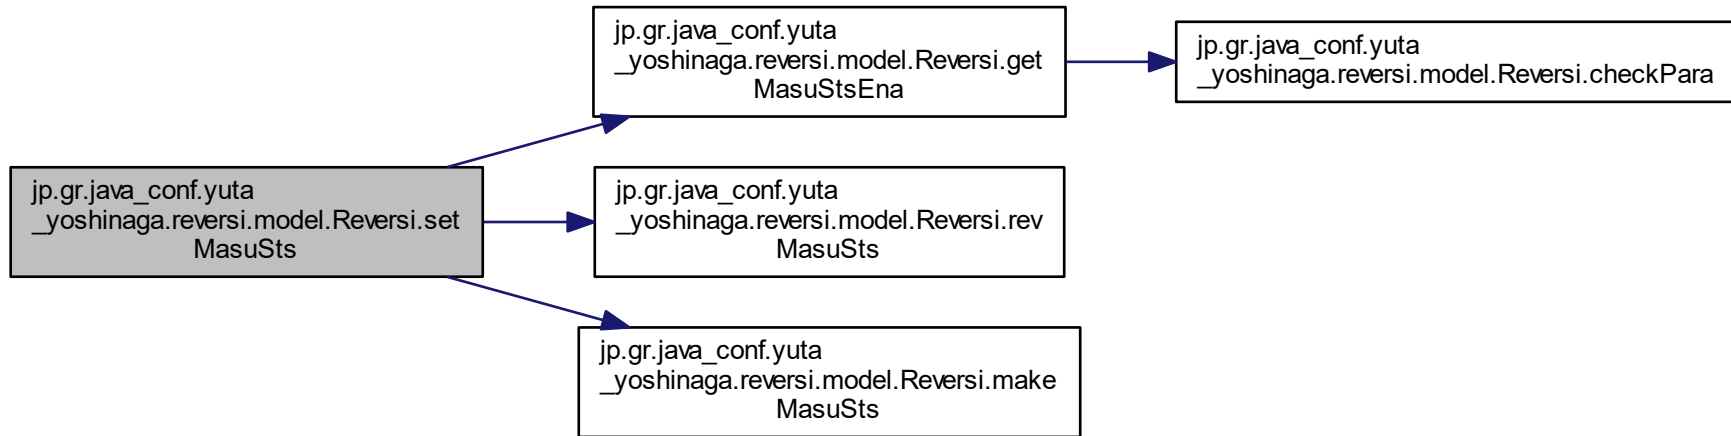 jp.gr.java_conf.yuta
_yoshinaga.reversi.model.Reversi.set
MasuSts
jp.gr.java_conf.yuta
_yoshinaga.reversi.model.Reversi.get
MasuStsEna
jp.gr.java_conf.yuta
_yoshinaga.reversi.model.Reversi.checkPara
jp.gr.java_conf.yuta
_yoshinaga.reversi.model.Reversi.rev
MasuSts
jp.gr.java_conf.yuta
_yoshinaga.reversi.model.Reversi.make
MasuSts